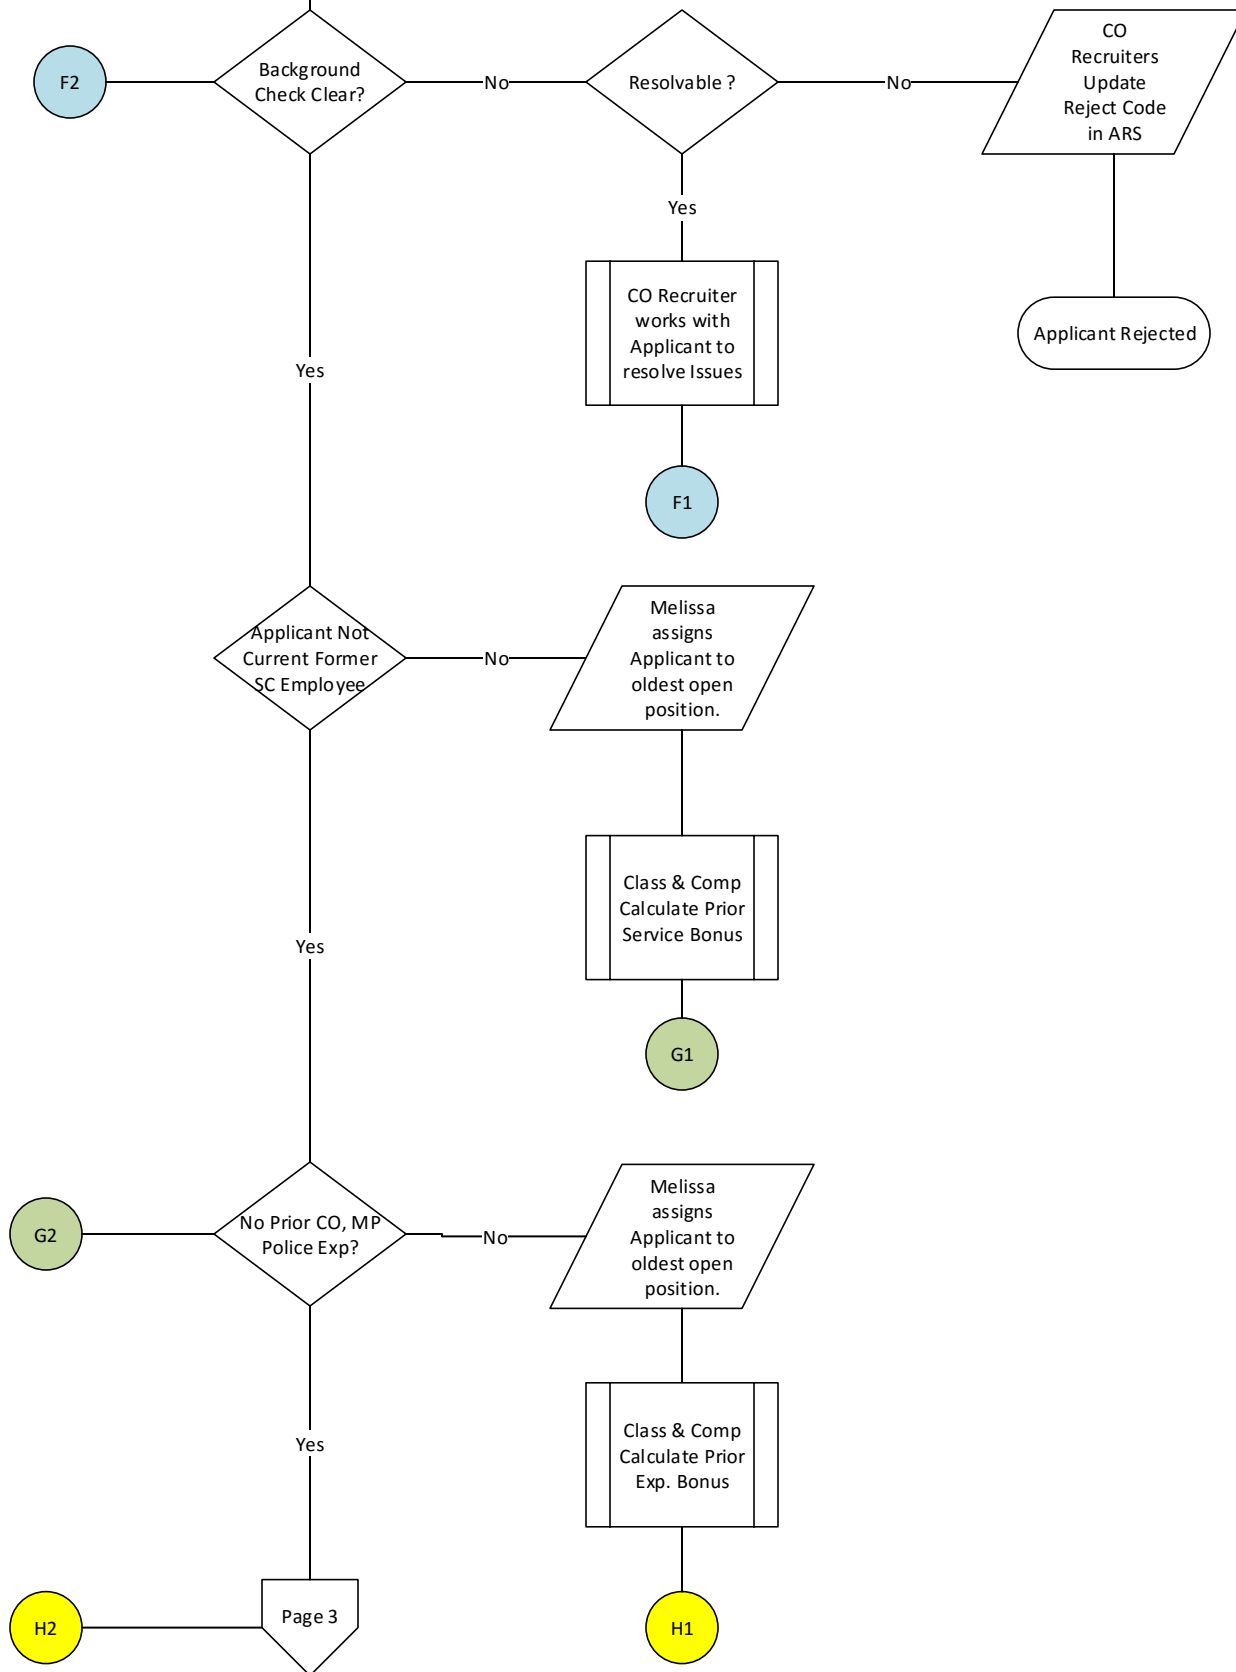 F2
Background
Check Clear?
No
Resolvable ?
No
CO
Recruiters
Update
Reject Code
in ARS
Yes
CO Recruiter
works with
Applicant to
resolve Issues
Applicant Rejected
Yes
F1
Applicant Not
Current Former
SC Employee
No
Melissa
assigns
Applicant to
oldest open
position.
Class & Comp
Calculate Prior
Service Bonus
Yes
G1
G2
No Prior CO, MP
Police Exp?
No
Melissa
assigns
Applicant to
oldest open
position.
Yes
Class & Comp
Calculate Prior
Exp. Bonus
H2
Page 3
H1